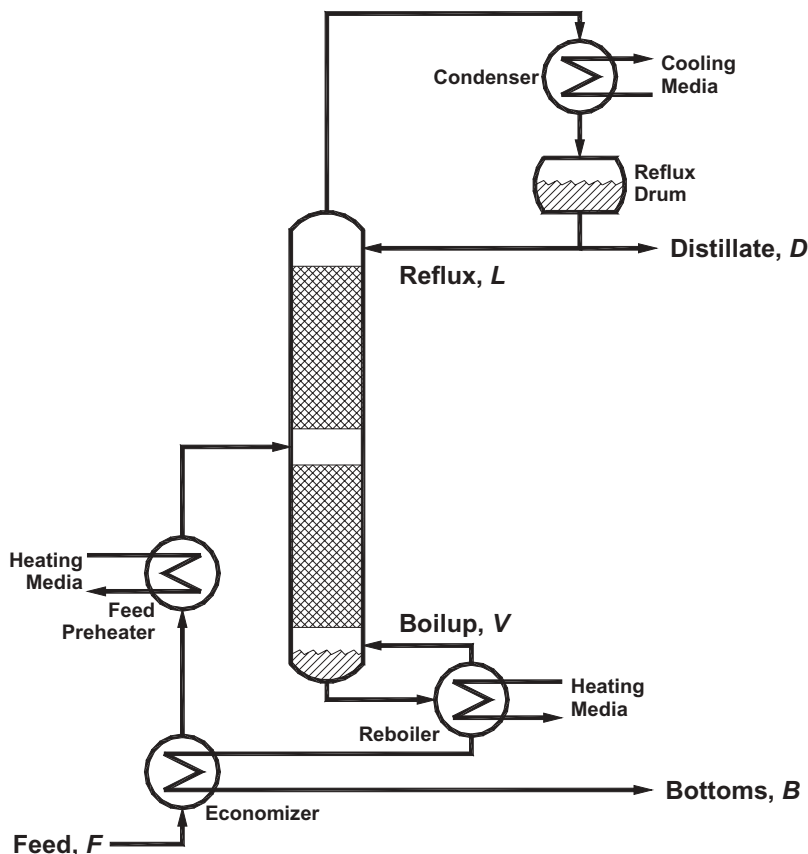 Condenser
Cooling
Media
Reflux
Drum
Distillate, D
Reflux, L
Heating
Media
Feed
Preheater
Boilup, V
Heating
Media
Reboiler
Economizer
Bottoms, B
Feed, F